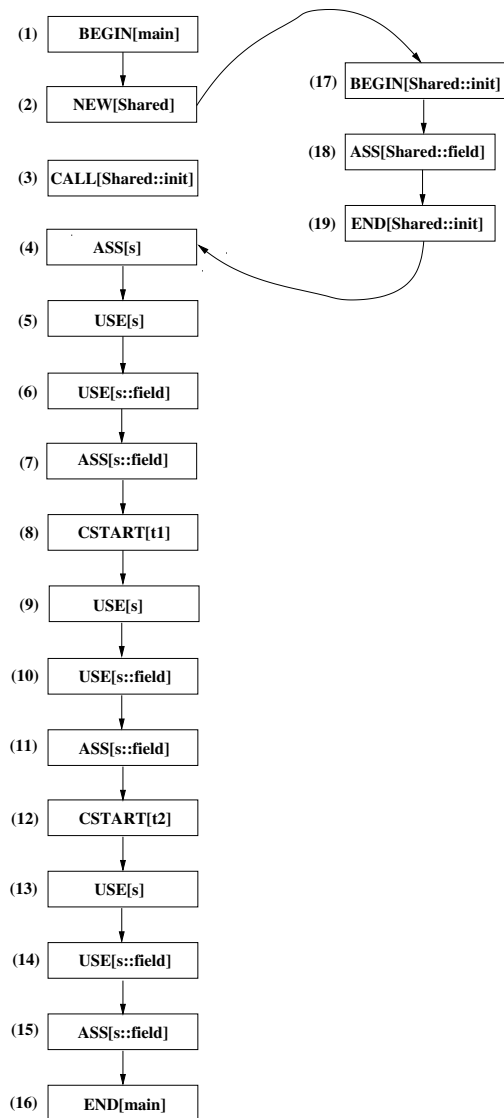 (1) BEGIN[main]
(2) NEW[Shared]
(3) CALL[Shared::init]
(4) ASS[s]
(5) USE[s]
(6) USE[s::field]
(7) ASS[s::field]
(8) CSTART[t1]
(9) USE[s]
(10) USE[s::field]
(11) ASS[s::field]
(12) CSTART[t2]
(13) USE[s]
(14) USE[s::field]
(15) ASS[s::field]
(16) END[main]
(17) BEGIN[Shared::init]
(18) ASS[Shared::field]
(19) END[Shared::init]